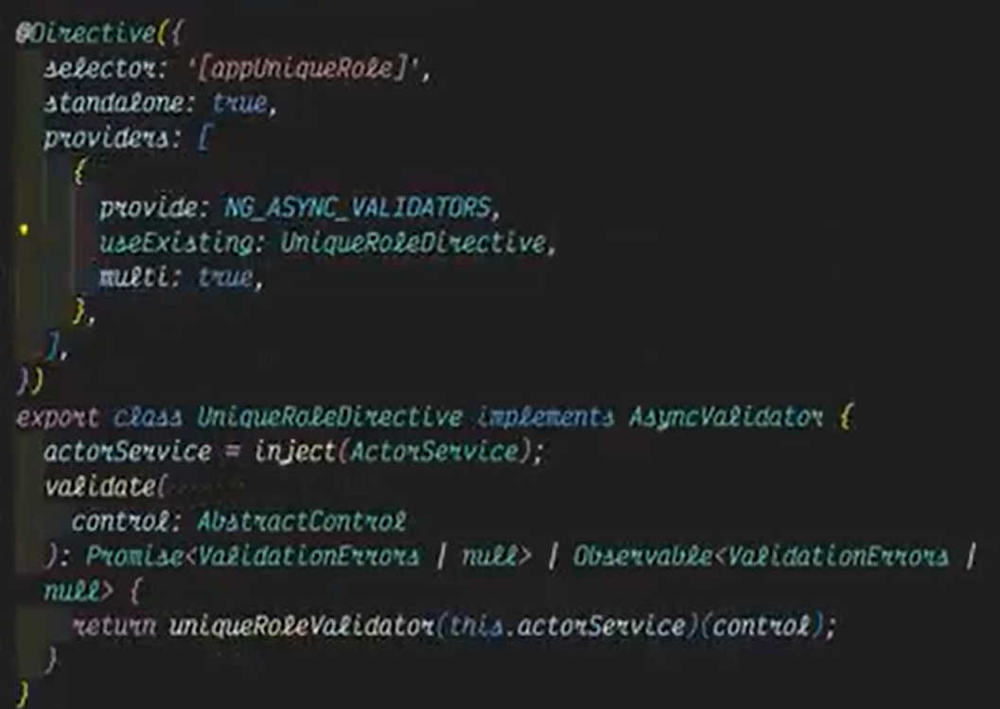 @Directive({
selector: '[appUniqueRole]',
standalone: true,
providers: [
{
provide: NG_ASYNC_VALIDATORS,
useExisting: UniqueRoleDirective,
multi: true,
},
],
})
export class UniqueRoleDirective implements AsyncValidator {
actorService = inject(ActorService);
validate(
control: AbstractControl
): Promise<ValidationErrors | null> | Observable<ValidationErrors |
null> {
return uniqueRoleValidator(this.actorService)(control);
}
}